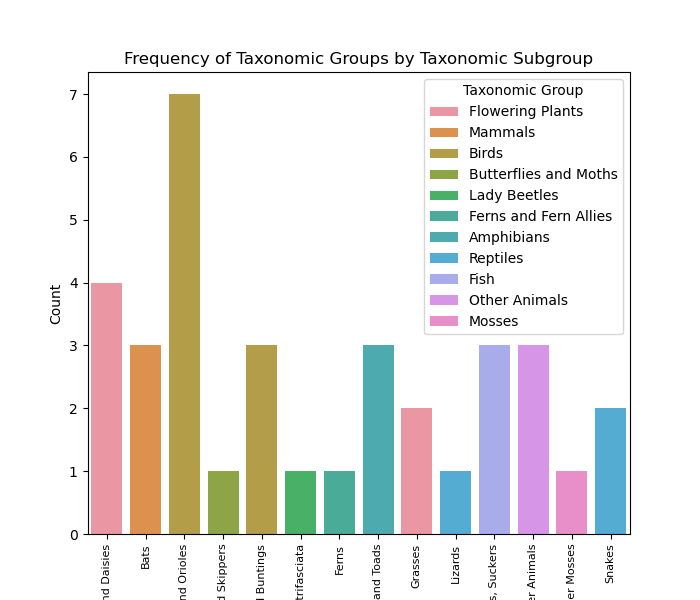 Frequency of Taxonomic Groups by Taxonomic Subgroup
Count
7
6
5
4
3
2
1
0
Taxonomic Group
Flowering Plants
Mammals
Birds
Butterflies and Moths
Lady Beetles
Ferns and Fern Allies
Amphibians
Reptiles
Fish
Other Animals
Mosses
nd Daisies
Bats
nd Orioles
d Skippers
Buntings
trifasciata
Ferns
and Toads
Grasses
Lizards
s, Suckers
er Animals
er Mosses
Snakes